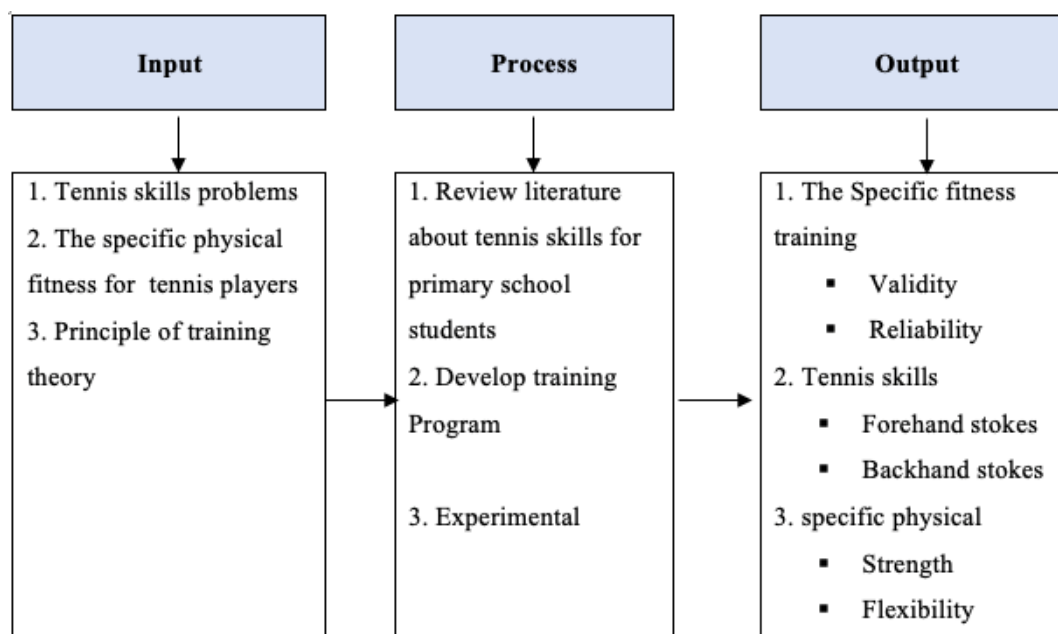 Input
1. Tennis skills problems
2. The specific physical
fitness for tennis players
3. Principle of training
theory
Process
1. Review literature
about tennis skills for
primary school
students
2. Develop training
Program
3. Experimental
Output
1. The Specific fitness
training
▪ Validity
▪ Reliability
2. Tennis skills
▪ Forehand stokes
▪ Backhand stokes
3. specific physical
▪ Strength
▪ Flexibility